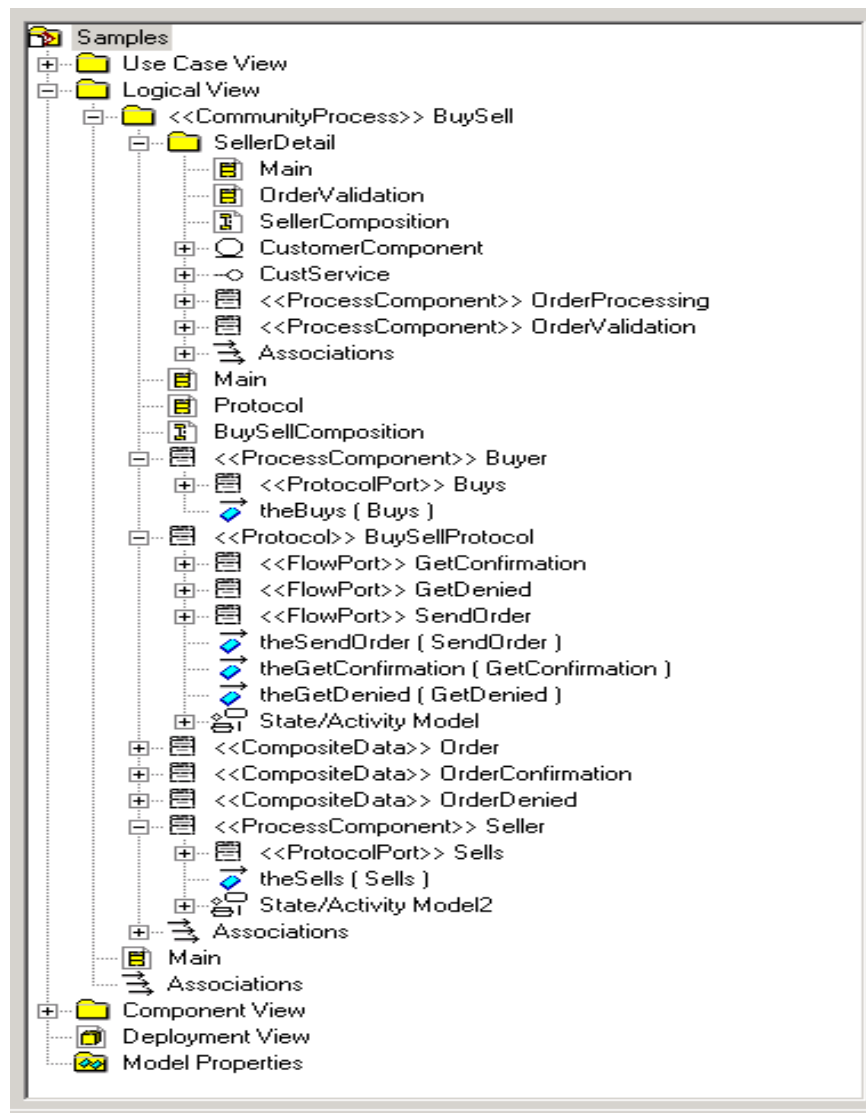 Samples
Use Case View
Logical View
<<CommunityProcess>> BuySell
SellerDetail
Main
OrderValidation
SellerComposition
CustomerComponent
CustService
<<ProcessComponent>> OrderProcessing
<<ProcessComponent>> OrderValidation
Associations
Main
Protocol
BuySellComposition
<<ProcessComponent>> Buyer
<<ProtocolPort>> Buys
theBuys ( Buys )
<<Protocol>> BuySellProtocol
<<FlowPort>> GetConfirmation
<<FlowPort>> GetDenied
<<FlowPort>> SendOrder
theSendOrder ( SendOrder )
theGetConfirmation ( GetConfirmation )
theGetDenied ( GetDenied )
State/Activity Model
<<CompositeData>> Order
<<CompositeData>> OrderConfirmation
<<CompositeData>> OrderDenied
<<ProcessComponent>> Seller
<<ProtocolPort>> Sells
theSells ( Sells )
State/Activity Model2
Associations
Main
Associations
Component View
Deployment View
Model Properties